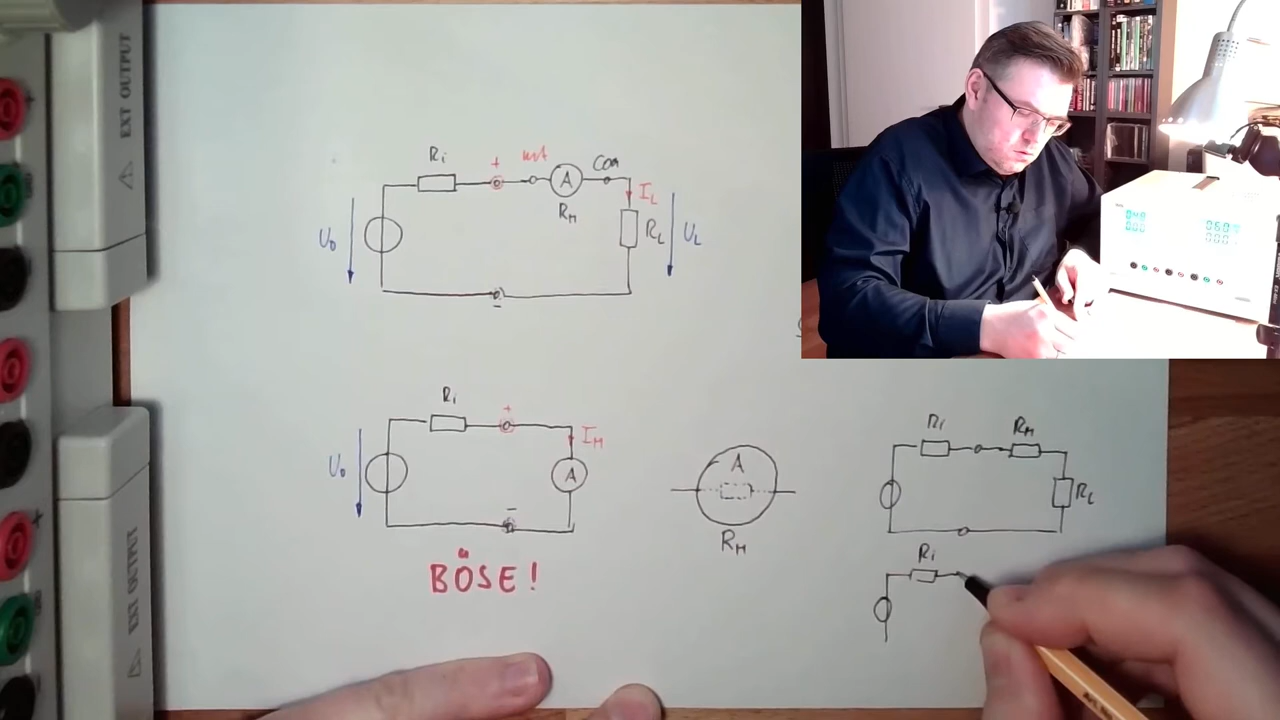 EXT OUTPUT
Ri
+
mA
Com
A
RM
IL
U0
RL
UL
-
Ri
+
IM
U0
A
-
BÖSE!
A
RM
Ri
RM
RL
Ri
EXT OUTPUT